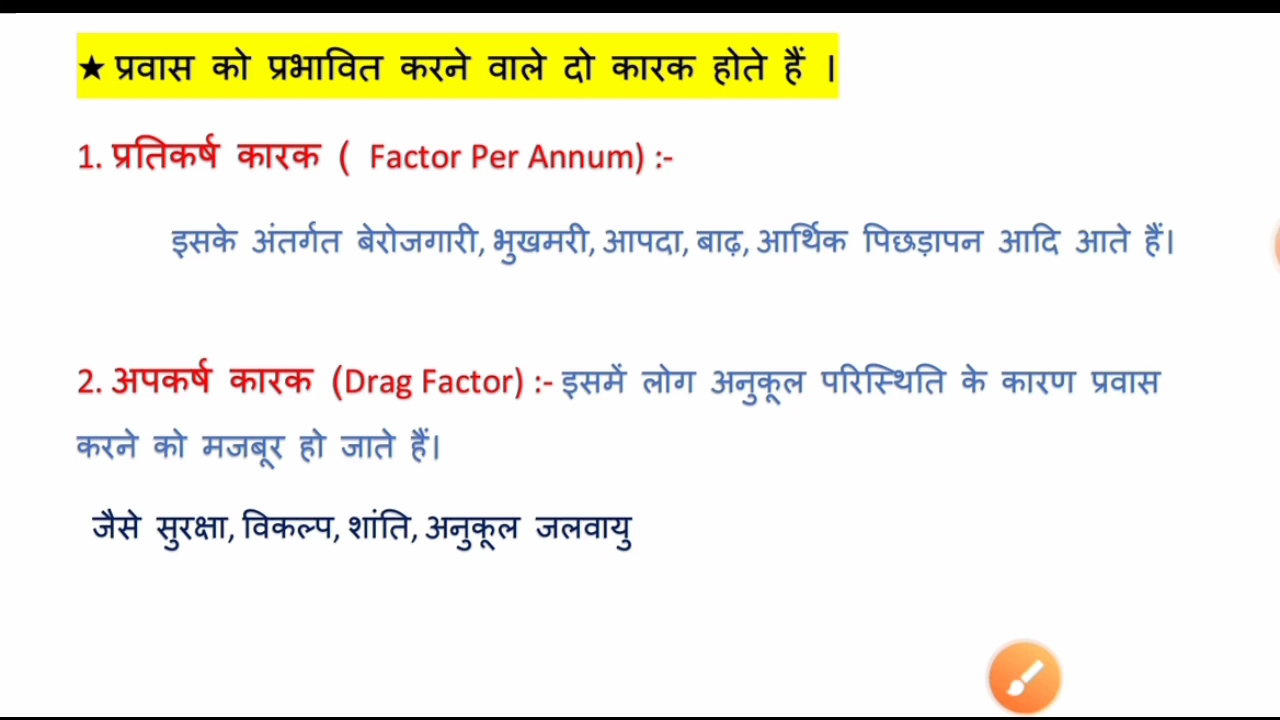 ★ प्रवास को प्रभावित करने वाले दो कारक होते हैं ।
1. प्रतिकर्ष कारक ( Factor Per Annum) :-
इसके अंतर्गत बेरोजगारी, भुखमरी, आपदा, बाढ़, आर्थिक पिछड़ापन आदि आते हैं।
2. अपकर्ष कारक (Drag Factor) :- इसमें लोग अनुकूल परिस्थिति के कारण प्रवास
करने को मजबूर हो जाते हैं।
जैसे सुरक्षा, विकल्प, शांति, अनुकूल जलवायु